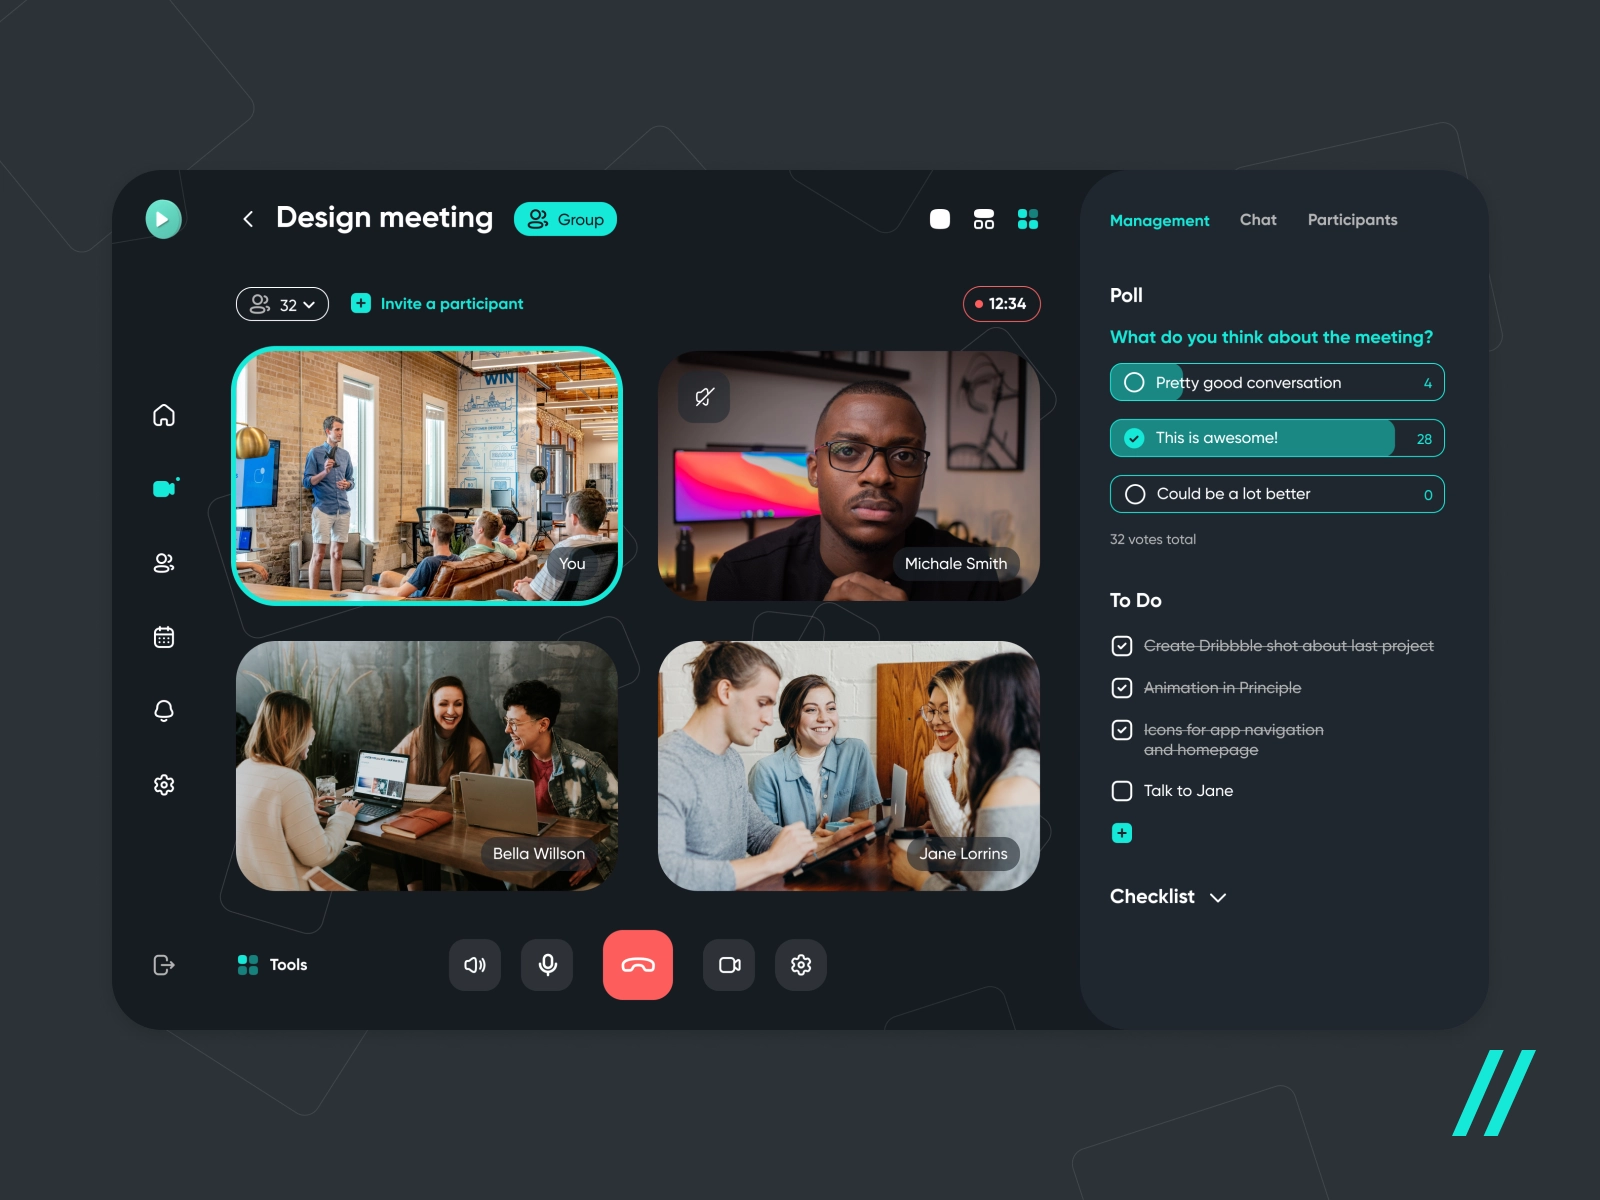 Design meeting
Group
32
Invite a participant
12:34
WIN
You
Michale Smith
Bella Willson
Jane Lorrins
Tools
Management
Chat
Participants
Poll
What do you think about the meeting?
Pretty good conversation
4
This is awesome!
28
Could be a lot better
0
32 votes total
To Do
Create Dribbble shot about last project
Animation in Principle
Icons for app navigation
and homepage
Talk to Jane
Checklist